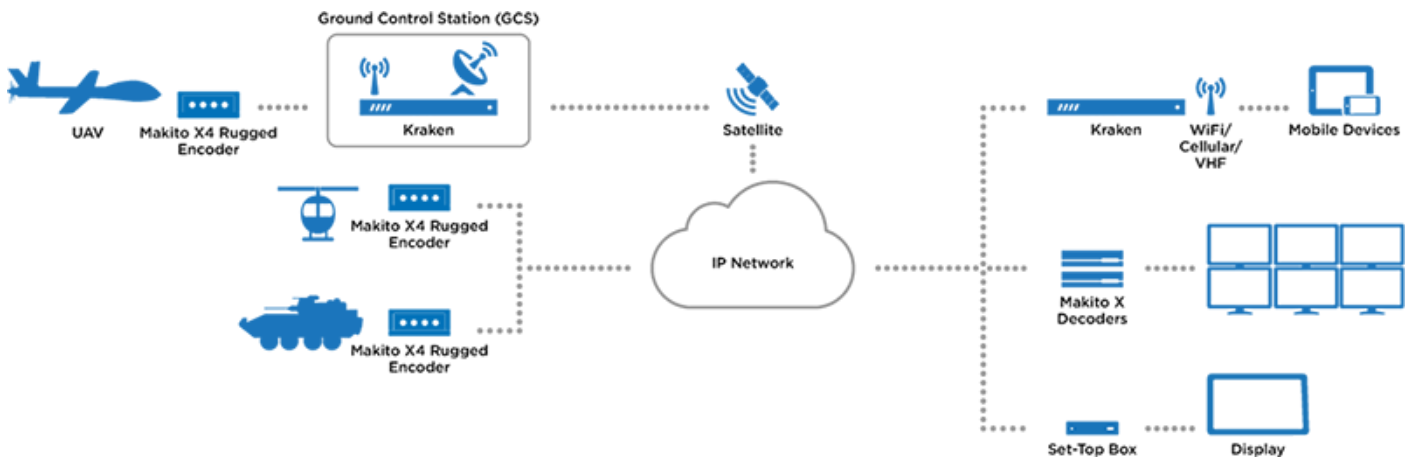 Ground Control Station (GCS)
UAV
Makito X4 Rugged
Encoder
Kraken
Satellite
Kraken
WiFi/
Cellular/
VHF
Mobile Devices
Makito X4 Rugged
Encoder
IP Network
Makito X
Decoders
Makito X4 Rugged
Encoder
Set-Top Box
Display